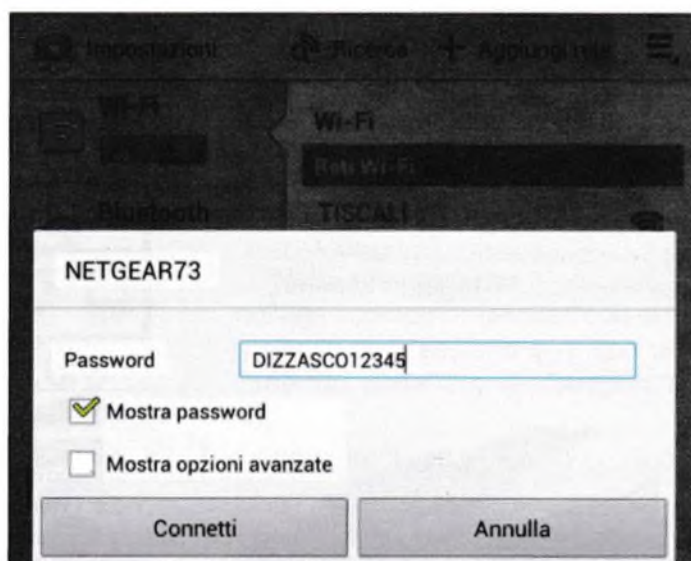 Impostazioni Ricerca Aggiungi rete
Wi-Fi
Wi-Fi
Reti Wi-Fi
Bluetooth TISCALI
NETGEAR73
Password DIZZASCO12345
Mostra password
Mostra opzioni avanzate
Connetti Annulla